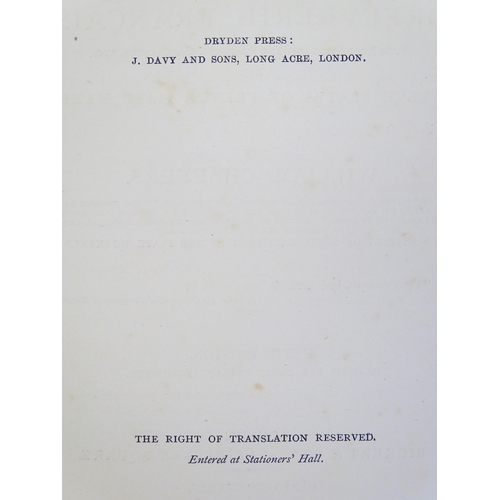 DRYDEN PRESS:
J. DAVY AND SONS, LONG ACRE, LONDON.
THE RIGHT OF TRANSLATION RESERVED.
Entered at Stationers' Hall.